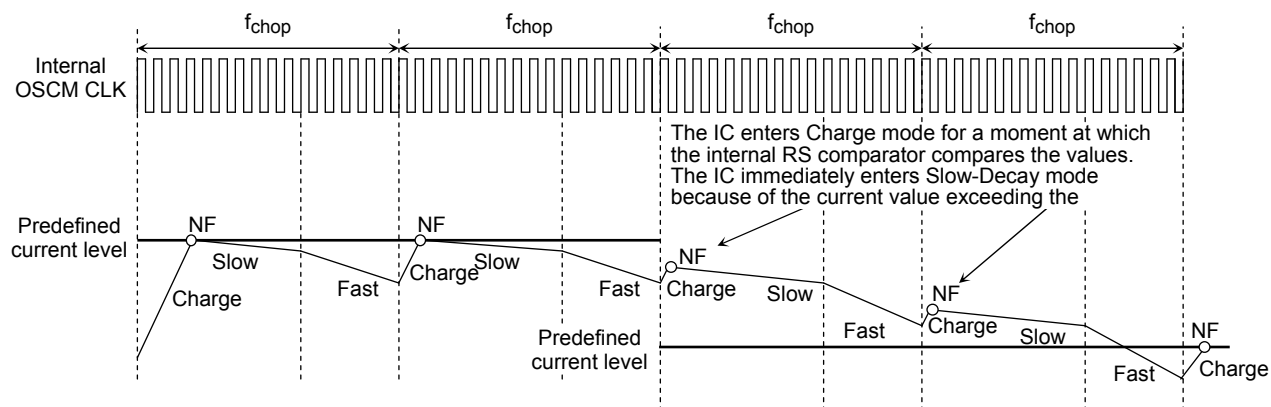 fchop fchop fchop fchop
Internal
OSCM CLK
The IC enters Charge mode for a moment at which
the internal RS comparator compares the values.
The IC immediately enters Slow-Decay mode
because of the current value exceeding the
Predefined
current level
NF
Slow
Charge
Fast
NF
Charge
Slow
Fast
NF
Charge
Slow
Fast
NF
Charge
Slow
Fast
Predefined
current level
NF
Charge